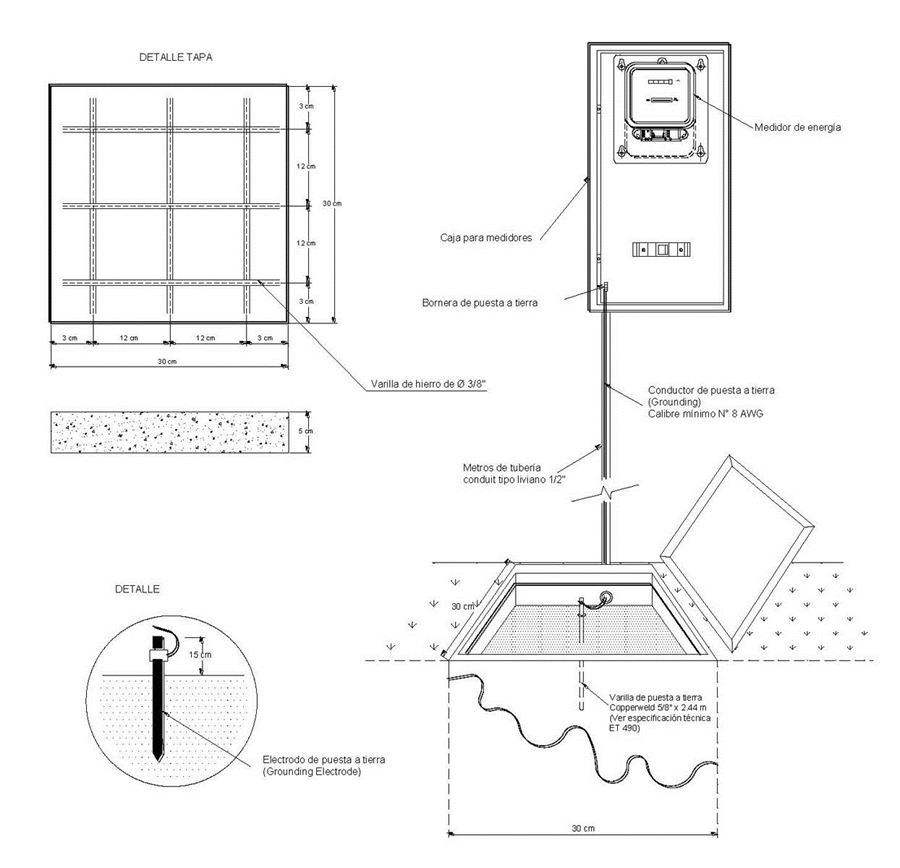 DETALLE TAPA
3 cm
12 cm
30 cm
12 cm
3 cm
3 cm
12 cm
12 cm
3 cm
30 cm
Varilla de hierro de Ø 3/8"
5 cm
Medidor de energía
Caja para medidores
Bornera de puesta a tierra
Conductor de puesta a tierra
(Grounding)
Calibre mínimo N° 8 AWG
Metros de tubería
conduit tipo liviano 1/2"
30 cm
DETALLE
15 cm
Electrodo de puesta a tierra
(Grounding Electrode)
Varilla de puesta a tierra
Copperweld 5/8" x 2.44 m
(Ver especificación técnica
ET 490)
30 cm